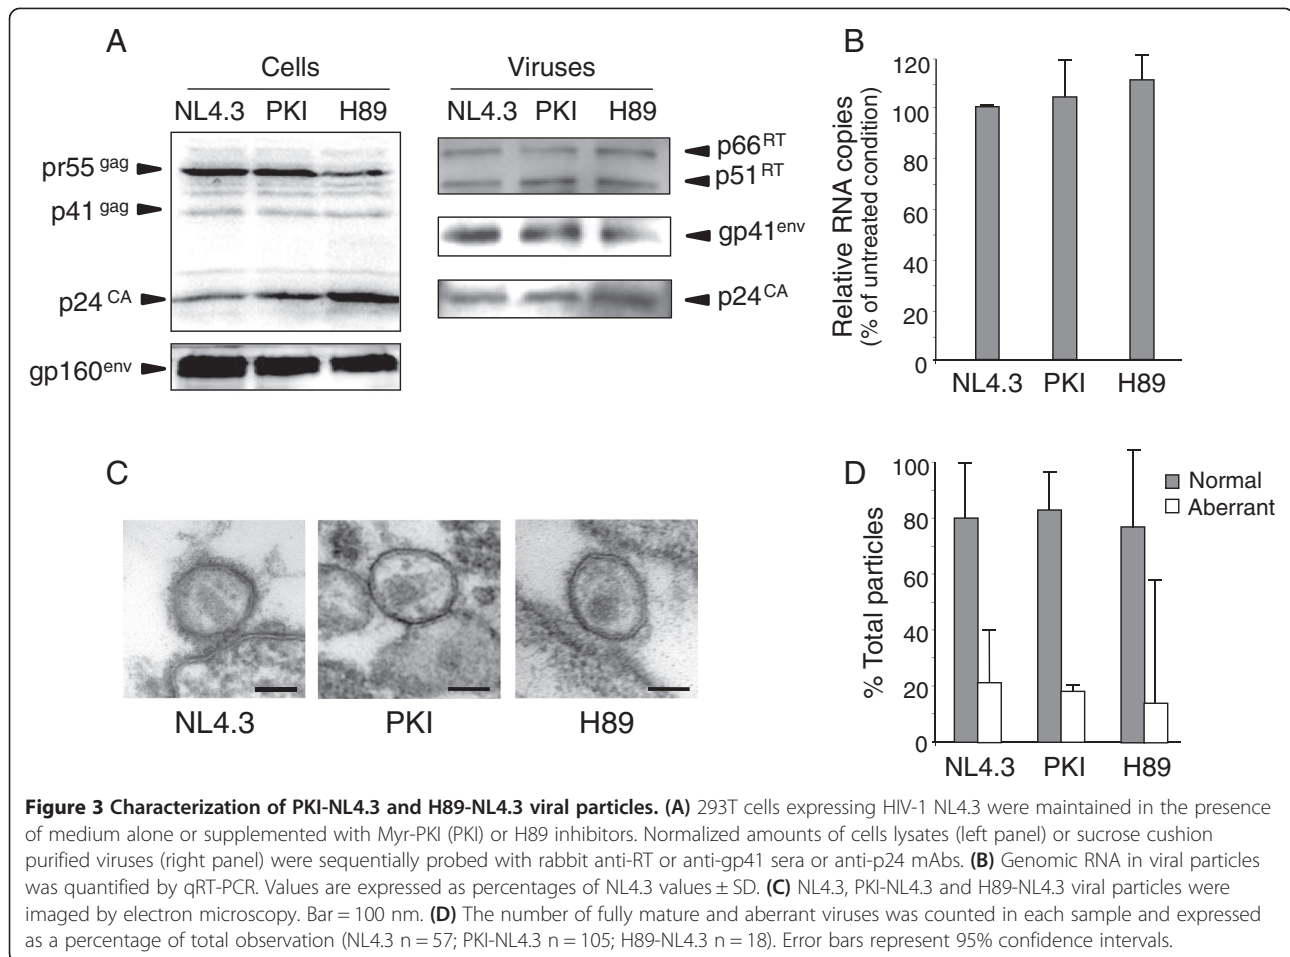 A
Cells
NL4.3 PKI H89
pr55 gag
p41 gag
p24 CA
gp160env
Viruses
NL4.3 PKI H89
p66RT
p51RT
gp41env
p24CA
B
Relative RNA copies
(% of untreated condition)
120
100
80
60
40
20
0
NL4.3 PKI H89
C
NL4.3 PKI H89
D
% Total particles
100
80
60
40
20
0
Normal
Aberrant
NL4.3 PKI H89
Figure 3 Characterization of PKI-NL4.3 and H89-NL4.3 viral particles. (A) 293T cells expressing HIV-1 NL4.3 were maintained in the presence
of medium alone or supplemented with Myr-PKI (PKI) or H89 inhibitors. Normalized amounts of cells lysates (left panel) or sucrose cushion
purified viruses (right panel) were sequentially probed with rabbit anti-RT or anti-gp41 sera or anti-p24 mAbs. (B) Genomic RNA in viral particles
was quantified by qRT-PCR. Values are expressed as percentages of NL4.3 values ± SD. (C) NL4.3, PKI-NL4.3 and H89-NL4.3 viral particles were
imaged by electron microscopy. Bar = 100 nm. (D) The number of fully mature and aberrant viruses was counted in each sample and expressed
as a percentage of total observation (NL4.3 n = 57; PKI-NL4.3 n = 105; H89-NL4.3 n = 18). Error bars represent 95% confidence intervals.